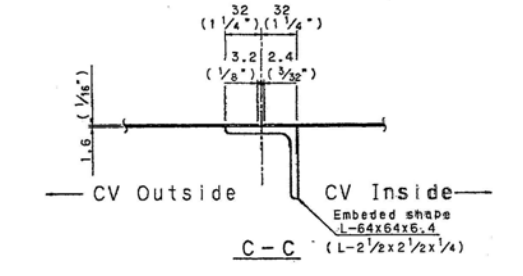 32 32
(1 1/4") (1 1/4")
3.2 2.4
(1/8") (3/32")
(1/16")
1.6
CV Outside CV Inside
Embeded shape
L-64X64X6.4
(L-2 1/2X2 1/2X1/4)
C-C